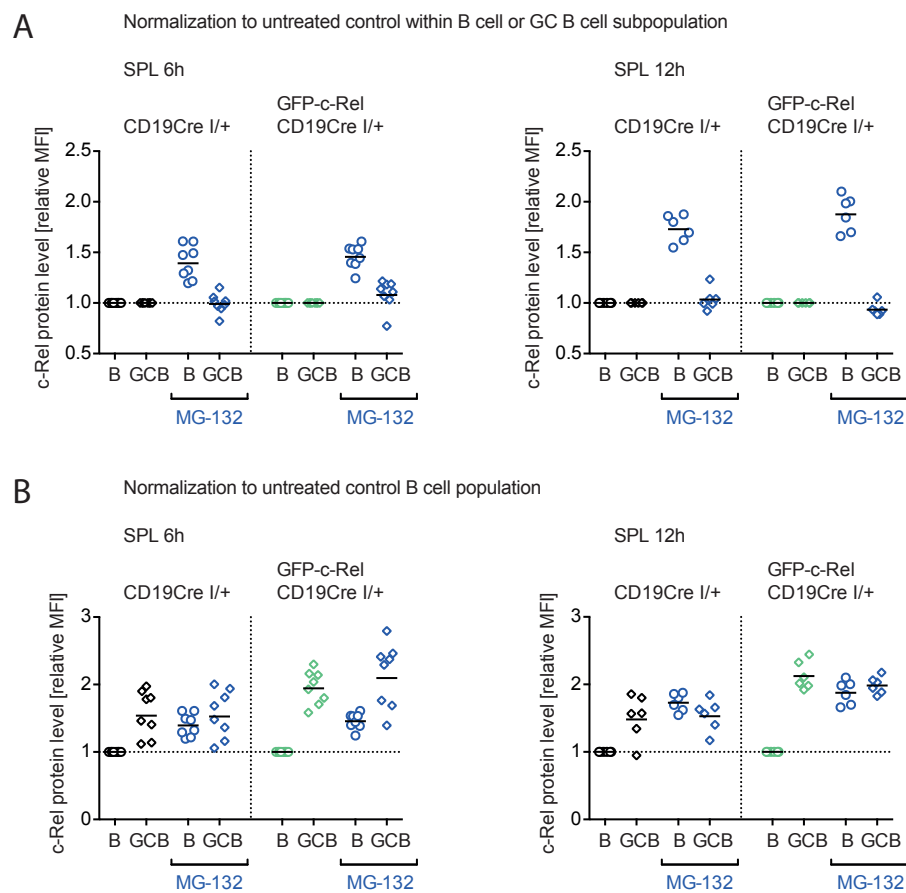 A
Normalization to untreated control within B cell or GC B cell subpopulation
SPL 6h
CD19Cre I/+
GFP-c-Rel
CD19Cre I/+
c-Rel protein level [relative MFI]
2.5
2.0
1.5
1.0
0.5
B GCB B GCB B GCB B GCB
MG-132 MG-132
SPL 12h
CD19Cre I/+
GFP-c-Rel
CD19Cre I/+
c-Rel protein level [relative MFI]
2.5
2.0
1.5
1.0
0.5
B GCB B GCB B GCB B GCB
MG-132 MG-132
B
Normalization to untreated control B cell population
SPL 6h
CD19Cre I/+
GFP-c-Rel
CD19Cre I/+
c-Rel protein level [relative MFI]
3
2
1
0
B GCB B GCB B GCB B GCB
MG-132 MG-132
SPL 12h
CD19Cre I/+
GFP-c-Rel
CD19Cre I/+
c-Rel protein level [relative MFI]
3
2
1
0
B GCB B GCB B GCB B GCB
MG-132 MG-132